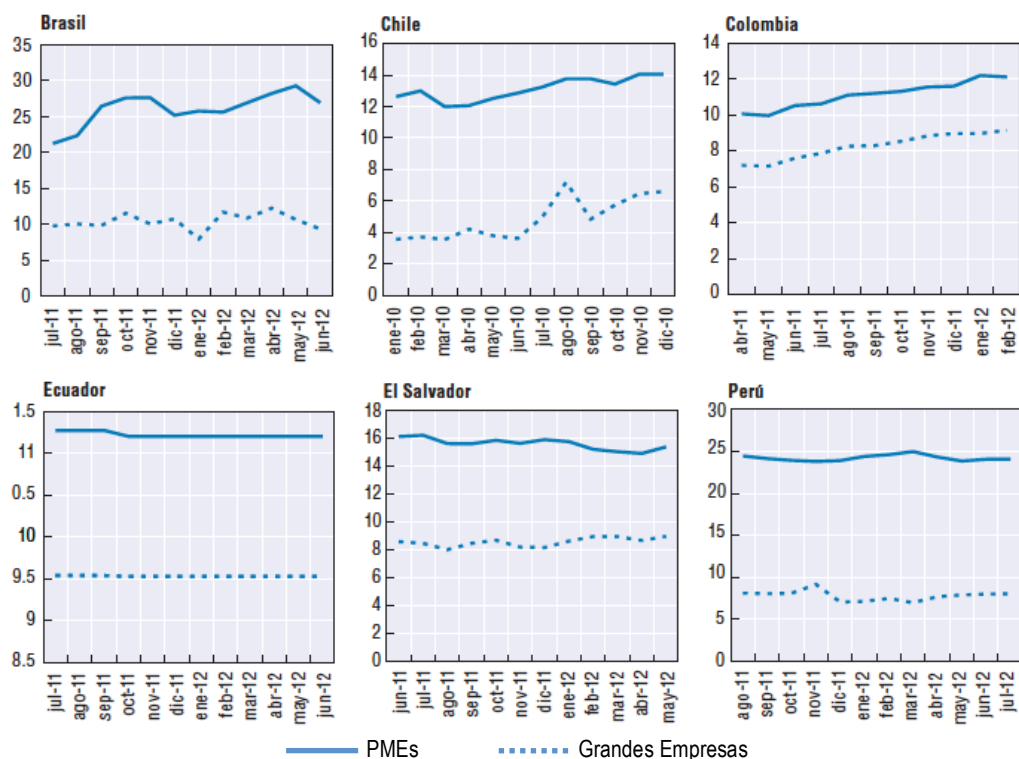 Brasil
35
30
25
20
15
10
5
0
jul-11
ago-11
sep-11
oct-11
nov-11
dic-11
ene-12
feb-12
mar-12
abr-12
may-12
jun-12
Chile
16
14
12
10
8
6
4
2
0
ene-10
feb-10
mar-10
abr-10
may-10
jun-10
jul-10
ago-10
sep-10
oct-10
nov-10
dic-10
Colombia
14
12
10
8
6
4
2
0
abr-11
may-11
jun-11
jul-11
ago-11
sep-11
oct-11
nov-11
dic-11
ene-12
feb-12
Ecuador
1.5
11
0.5
10
9.5
9
8.5
jul-11
ago-11
sep-11
oct-11
nov-11
dic-11
ene-12
feb-12
mar-12
abr-12
may-12
jun-12
El Salvador
18
16
14
12
10
8
6
4
2
0
jun-11
jul-11
ago-11
sep-11
oct-11
nov-11
dic-11
ene-12
feb-12
mar-12
abr-12
may-12
Perú
30
25
20
15
10
5
0
ago-11
sep-11
oct-11
nov-11
dic-11
ene-12
feb-12
mar-12
abr-12
may-12
jun-12
jul-12
PMEs
Grandes Empresas